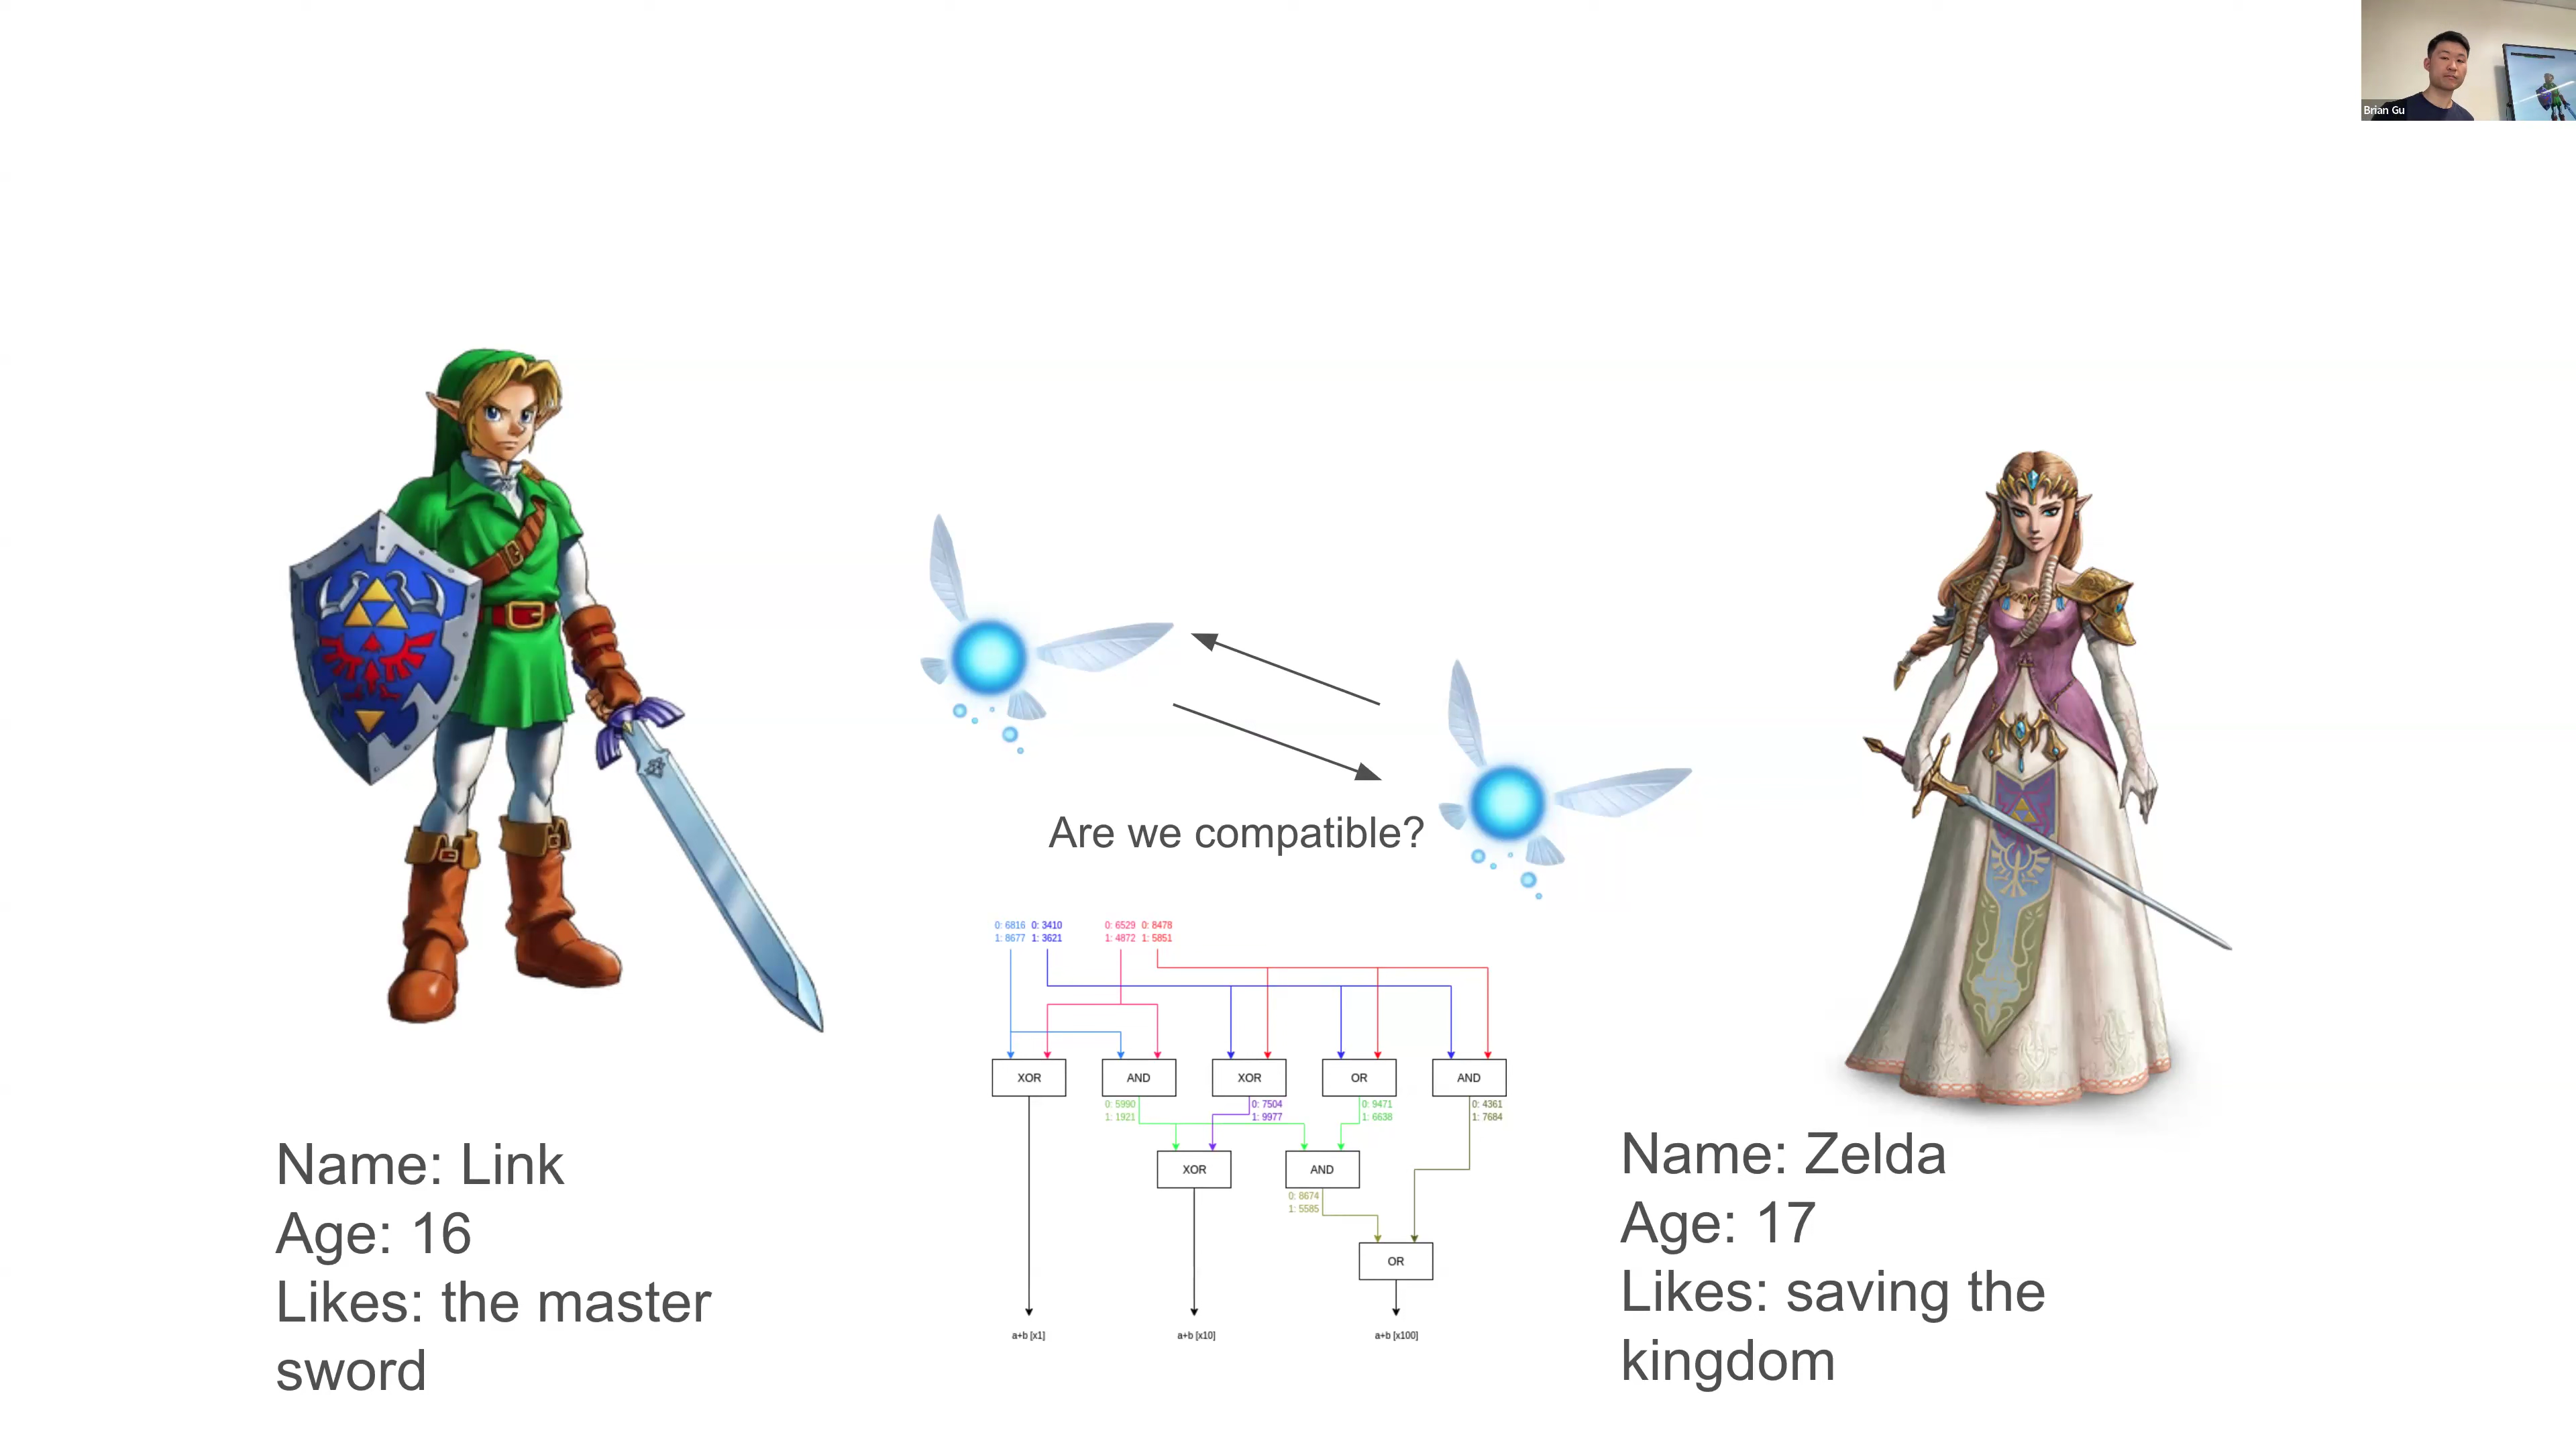 Brian Gu
Are we compatible?
0: 6816 0: 3410 0: 6529 0: 8478
1: 8677 1: 3621 1: 4872 1: 5851
XOR AND XOR OR AND
0: 5990 0: 7504 0: 9471 0: 4361
1: 1921 1: 9977 1: 6638 1: 7684
XOR AND
0: 8674
1: 5585
OR
a+b [x1] a+b [x10] a+b [x100]
Name: Link
Age: 16
Likes: the master
sword
Name: Zelda
Age: 17
Likes: saving the
kingdom